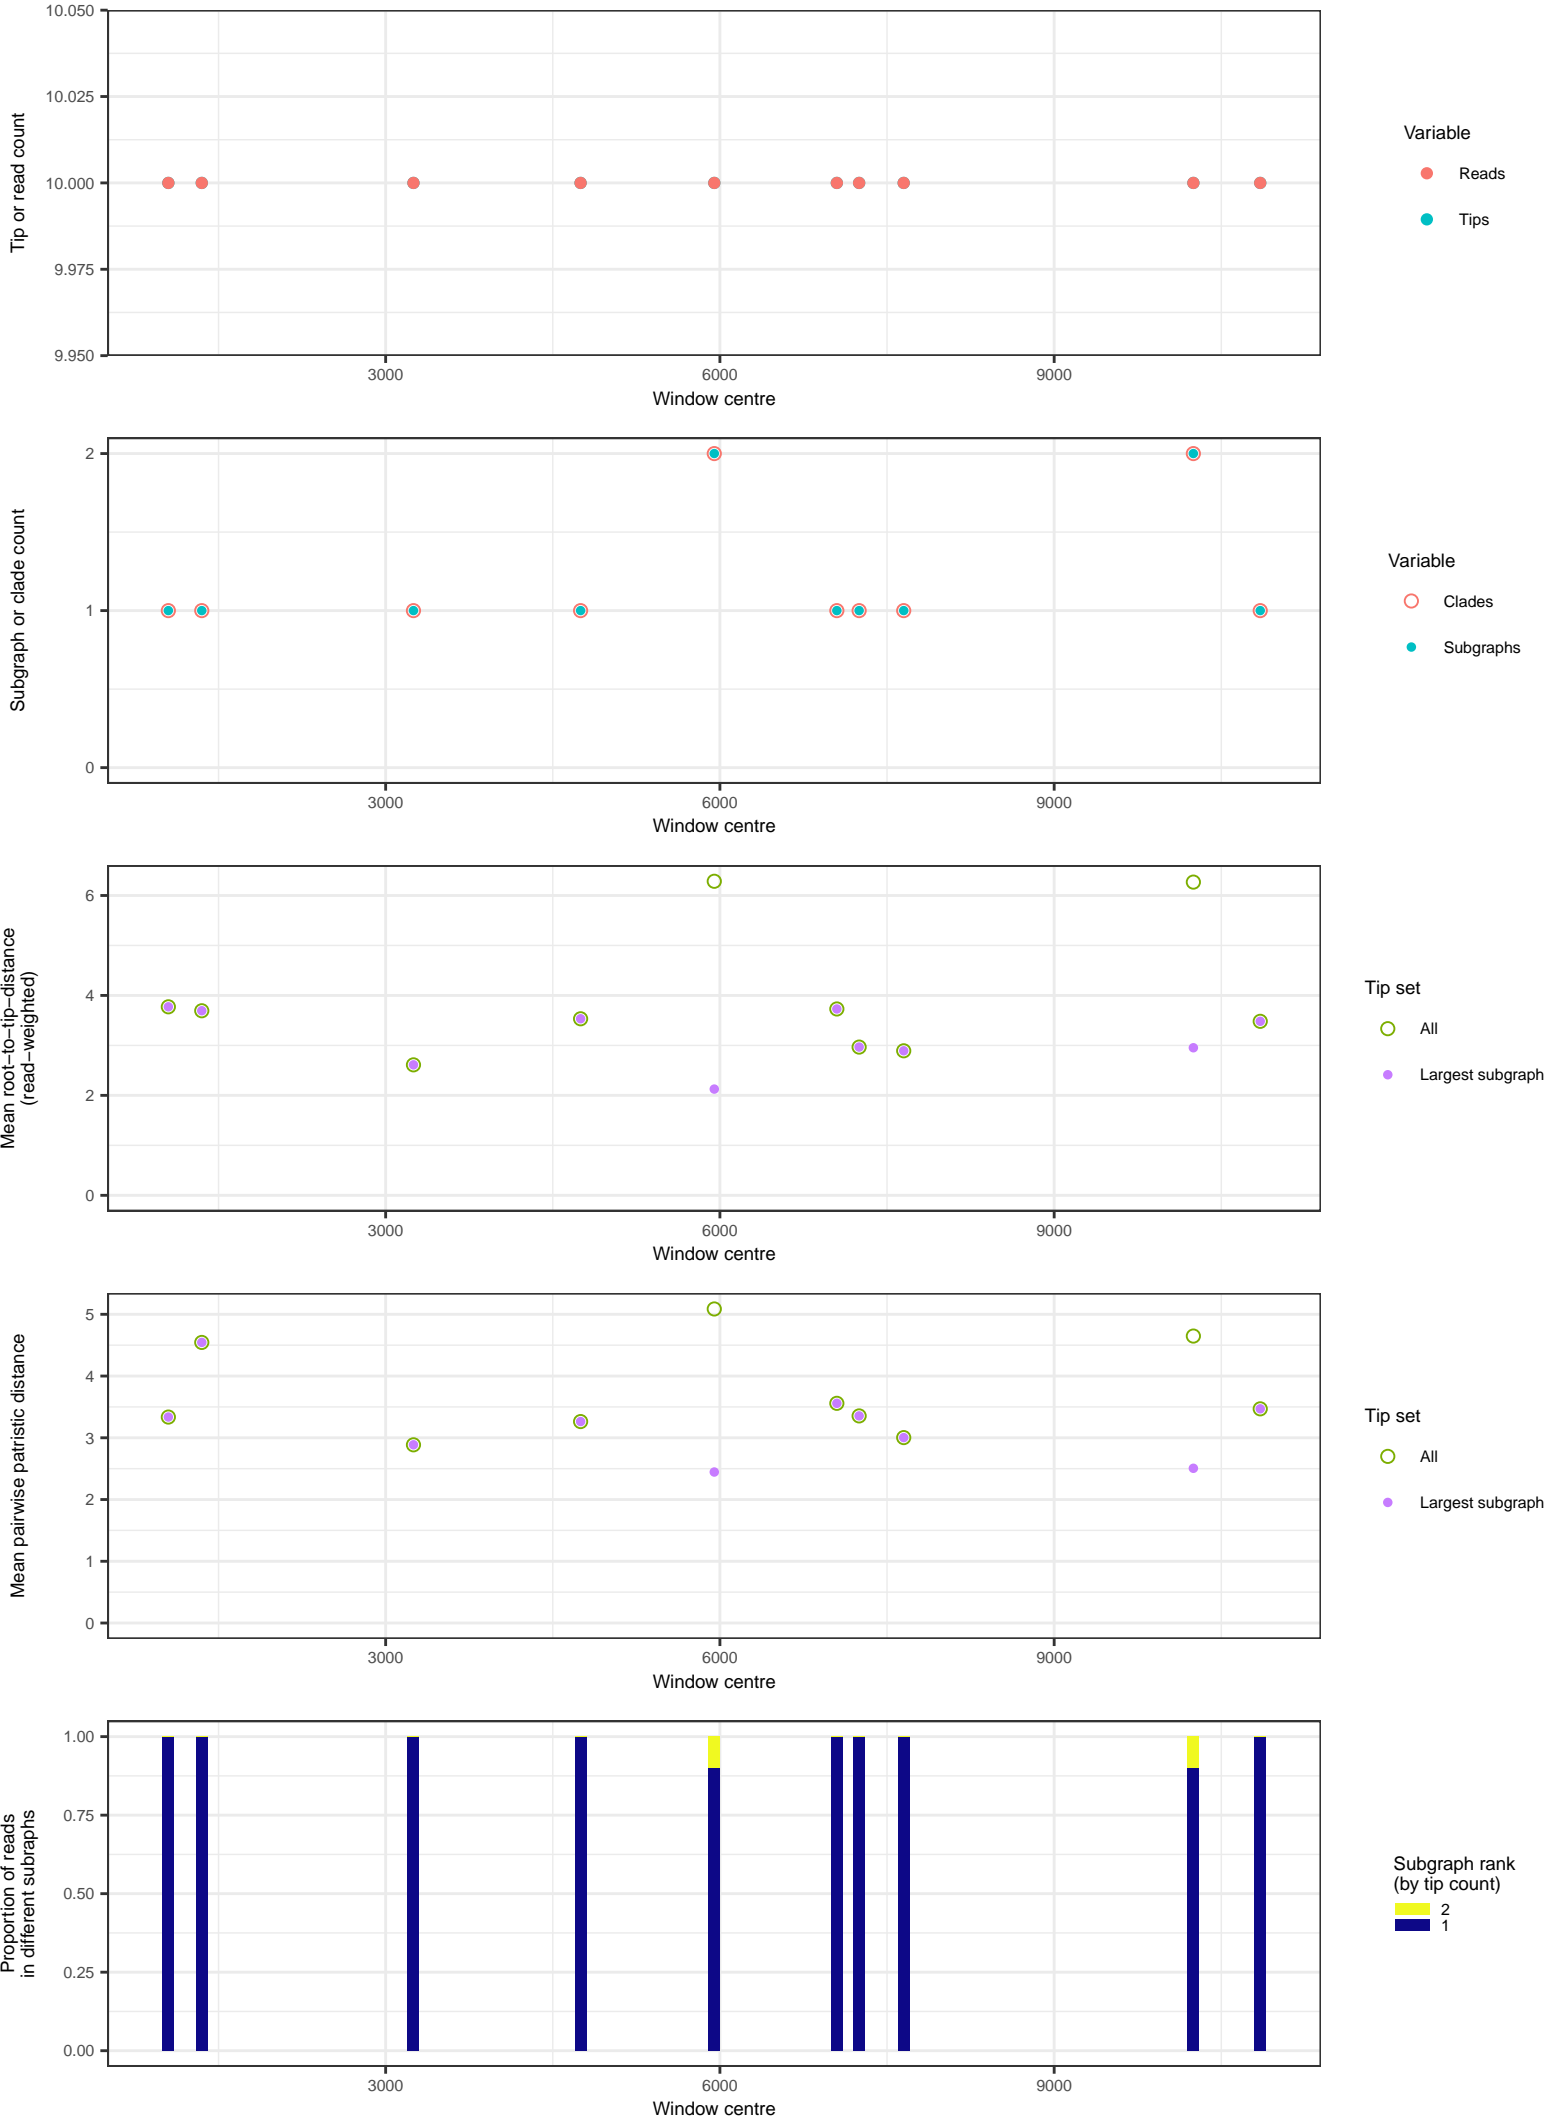 10.050
10.025
10.000
9.975
9.950
Tip or read count
3000
6000
9000
Window centre
Variable
Reads
Tips
2
1
0
Subgraph or clade count
3000
6000
9000
Window centre
Variable
Clades
Subgraphs
6
4
2
0
Mean root−to−tip−distance
(read−weighted)
3000
6000
9000
Window centre
Tip set
All
Largest subgraph
5
4
3
2
1
0
Mean pairwise patristic distance
3000
6000
9000
Window centre
Tip set
All
Largest subgraph
1.00
0.75
0.50
0.25
0.00
Proportion of reads
in different subraphs
3000
6000
9000
Window centre
Subgraph rank
(by tip count)
2
1